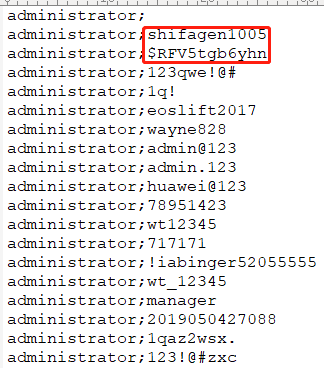 administrator;
administrator;shifagen1005
administrator;$RFV5tgb6yhn
administrator;123qwe!@#
administrator;1q!
administrator;eoslift2017
administrator;wayne828
administrator;admin@123
administrator;admin.123
administrator;huawei@123
administrator;78951423
administrator;wt12345
administrator;717171
administrator;!iabinger52055555
administrator;wt_12345
administrator;manager
administrator;2019050427088
administrator;1qaz2wsx.
administrator;123!@#zxc